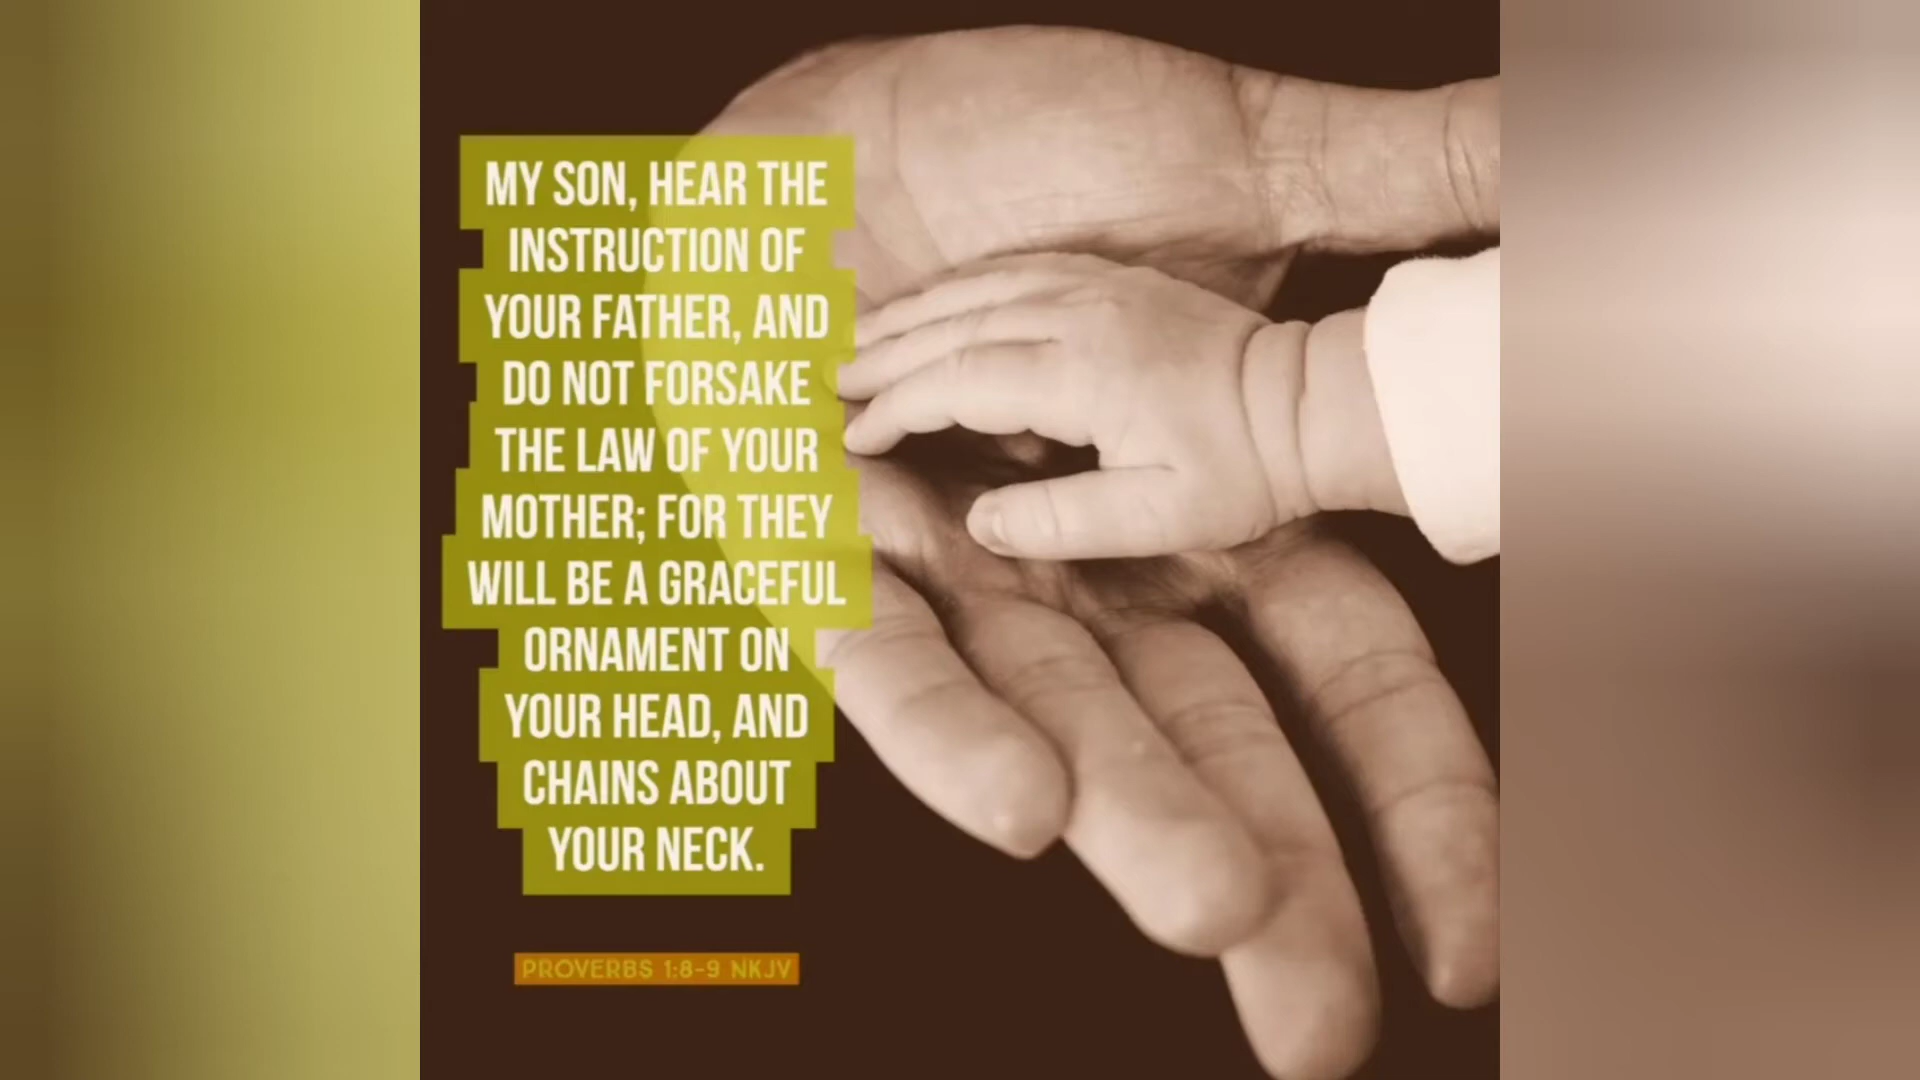 MY SON, HEAR THE
INSTRUCTION OF
YOUR FATHER, AND
DO NOT FORSAKE
THE LAW OF YOUR
MOTHER; FOR THEY
WILL BE A GRACEFUL
ORNAMENT ON
YOUR HEAD, AND
CHAINS ABOUT
YOUR NECK.
PROVERBS 1:8-9 NKJV